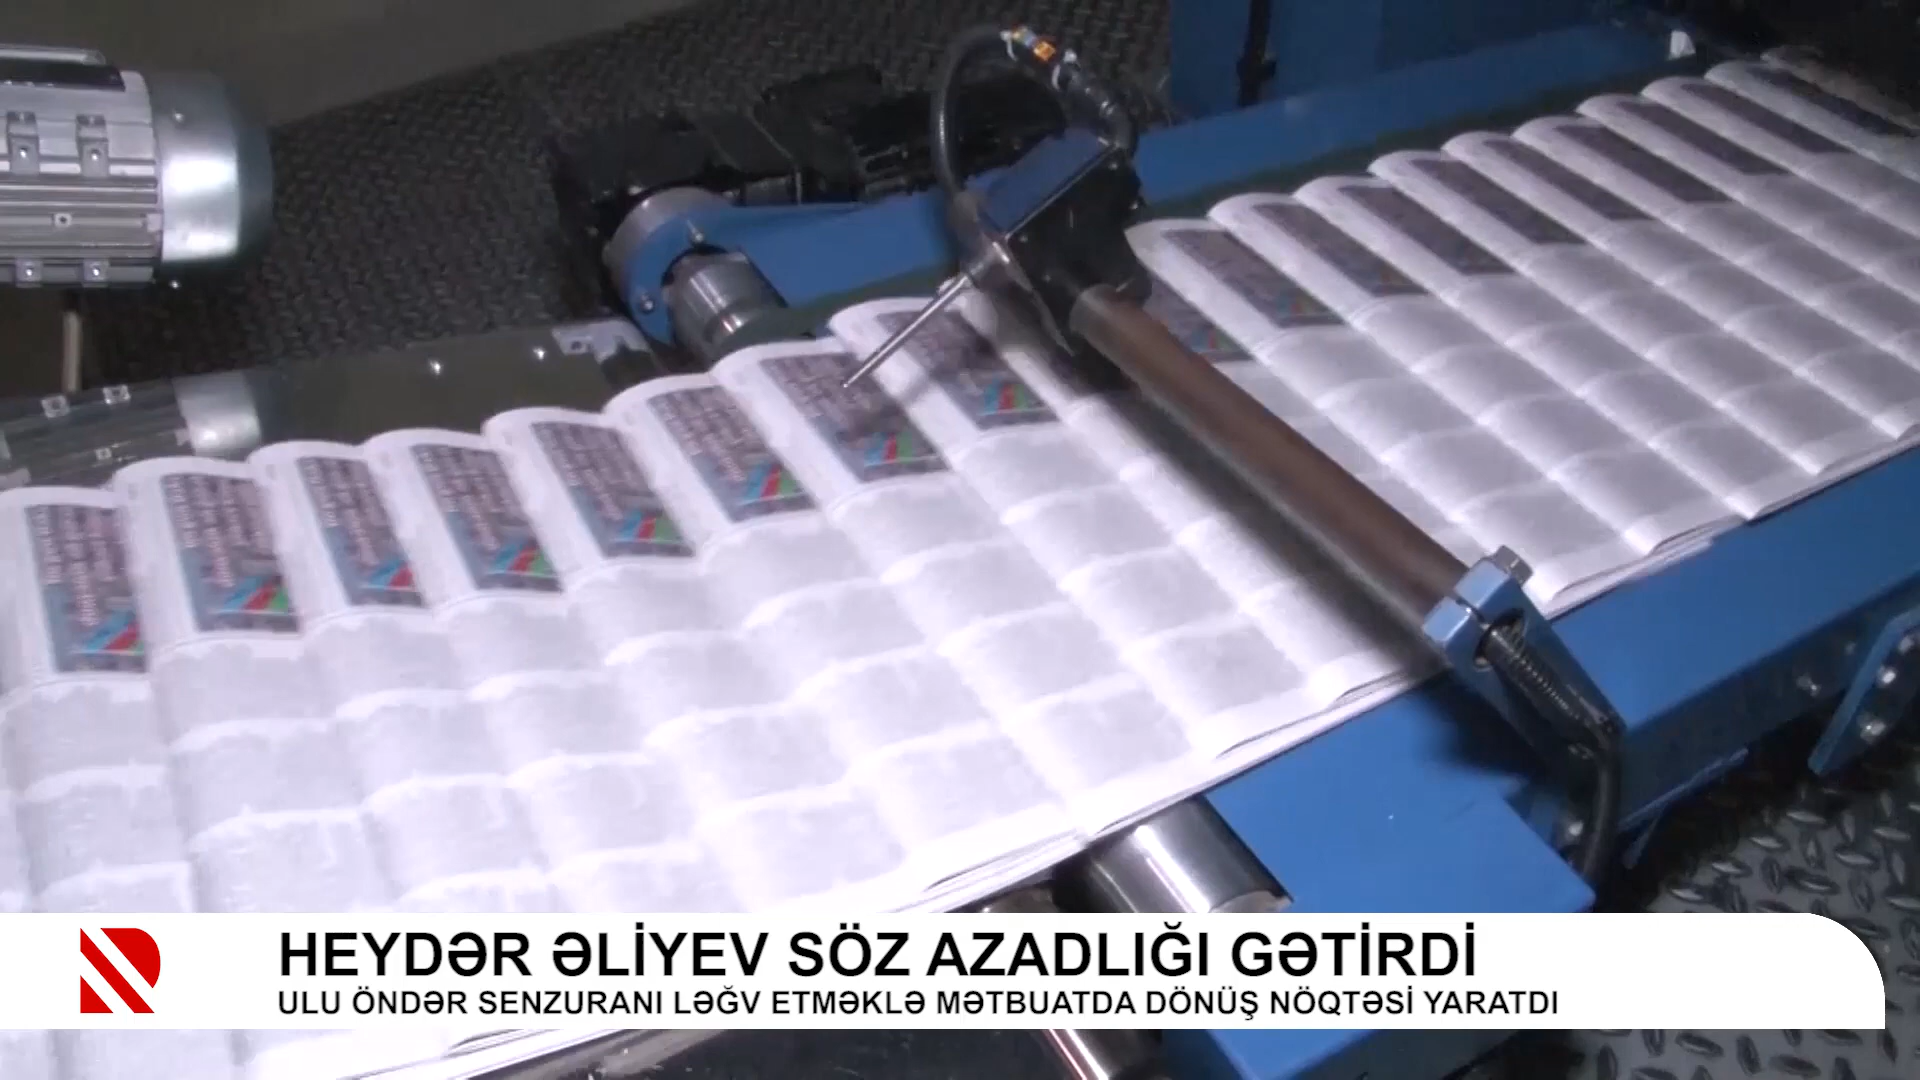 HEYDƏR ƏLİYEV SÖZ AZADLIĞI GƏTİRDİ
ULU ÖNDƏR SENZURANI LƏĞV ETMƏKLƏ MƏTBUATDA DÖNÜŞ NÖQTƏSİ YARATDI